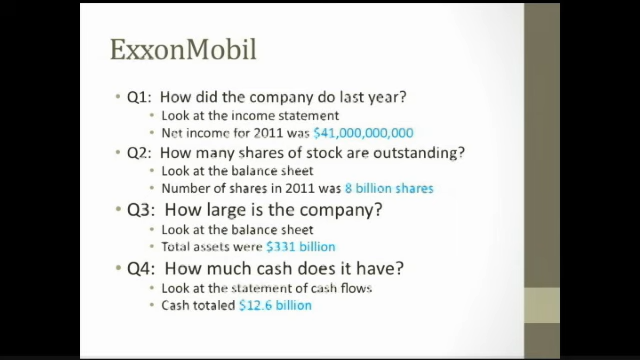 ExxonMobil
• Q1: How did the company do last year?
• Look at the income statement
• Net income for 2011 was $41,000,000,000
• Q2: How many shares of stock are outstanding?
• Look at the balance sheet
• Number of shares in 2011 was 8 billion shares
• Q3: How large is the company?
• Look at the balance sheet
• Total assets were $331 billion
• Q4: How much cash does it have?
• Look at the statement of cash flows
• Cash totaled $12.6 billion